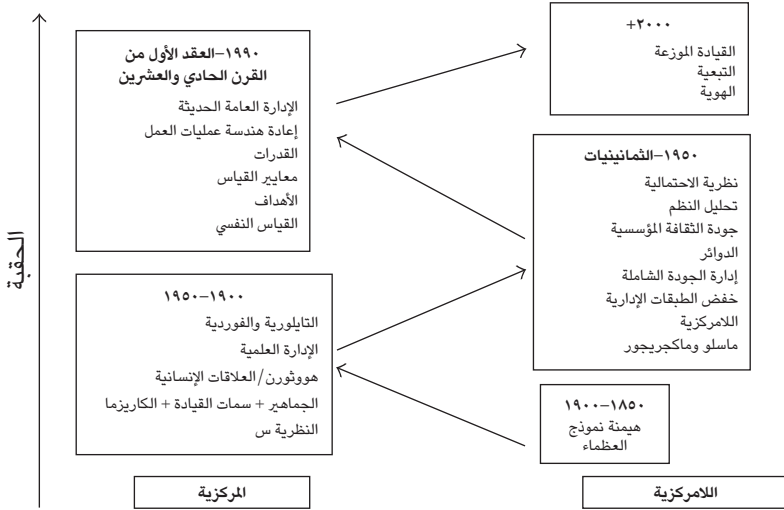 +٢٠٠٠
القيادة الموزعة
التبعية
الهوية
١٩٩٠–العقد الأول من
القرن الحادي والعشرين
الإدارة العامة الحديثة
إعادة هندسة عمليات العمل
القدرات
معايير القياس
الأهداف
القياس النفسي
١٩٥٠–الثمانينيات
نظرية الاحتمالية
تحليل النظم
جودة الثقافة المؤسسية
الدوائر
إدارة الجودة الشاملة
خفض الطبقات الإدارية
اللامركزية
ماسلو وماكجريجور
الحقبة
١٩٠٠–١٩٥٠
التايلورية والفوردية
الإدارة العلمية
هووثورن/العلاقات الإنسانية
الجماهير + سمات القيادة + الكاريزما
النظرية س
١٨٥٠–١٩٠٠
هيمنة نموذج
العظماء
اللامركزية
المركزية